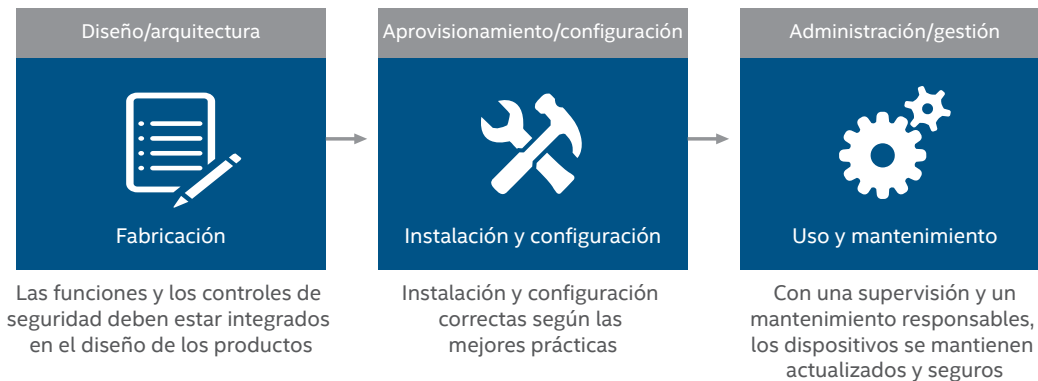 Diseño/arquitectura
Fabricación
Las funciones y los controles de
seguridad deben estar integrados
en el diseño de los productos
Aprovisionamiento/configuración
Instalación y configuración
Instalación y configuración
correctas según las
mejores prácticas
Administración/gestión
Uso y mantenimiento
Con una supervisión y un
mantenimiento responsables,
los dispositivos se mantienen
actualizados y seguros